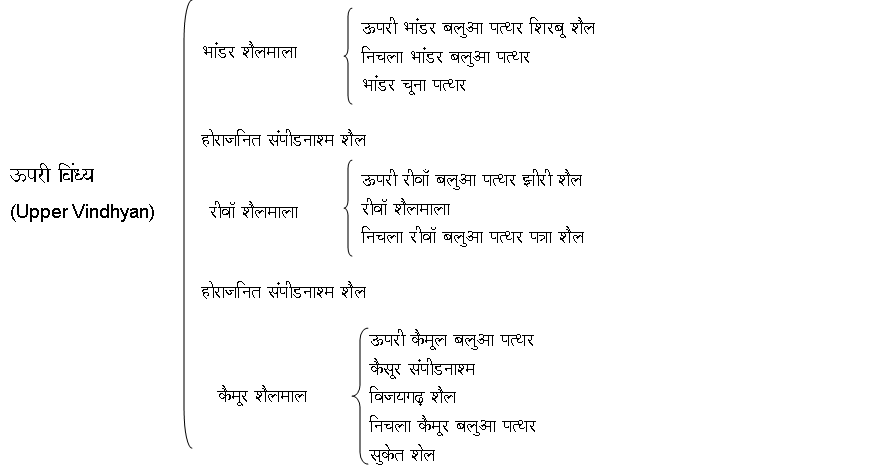 ऊपरी भांडर बलुआ पत्थर शिरबू शैल
भांडर शैलमाला
निचला भांडर बलुआ पत्थर
भांडर चूना पत्थर
होराजनित संपीडनाश्म शैल
ऊपरी विंध्य
(Upper Vindhyan)
ऊपरी रीवाँ बलुआ पत्थर झीरी शैल
रीवॉ शैलमाला
रीवॉ शैलमाला
निचला रीवॉ बलुआ पत्थर पन्ना शैल
होराजनित संपीडनाश्म शैल
ऊपरी कैमूल बलुआ पत्थर
कैसूर संपीडनाश्म
कैमूर शैलमाल
विजयगढ़ शैल
निचला कैमूर बलुआ पत्थर
सुकेत शेल